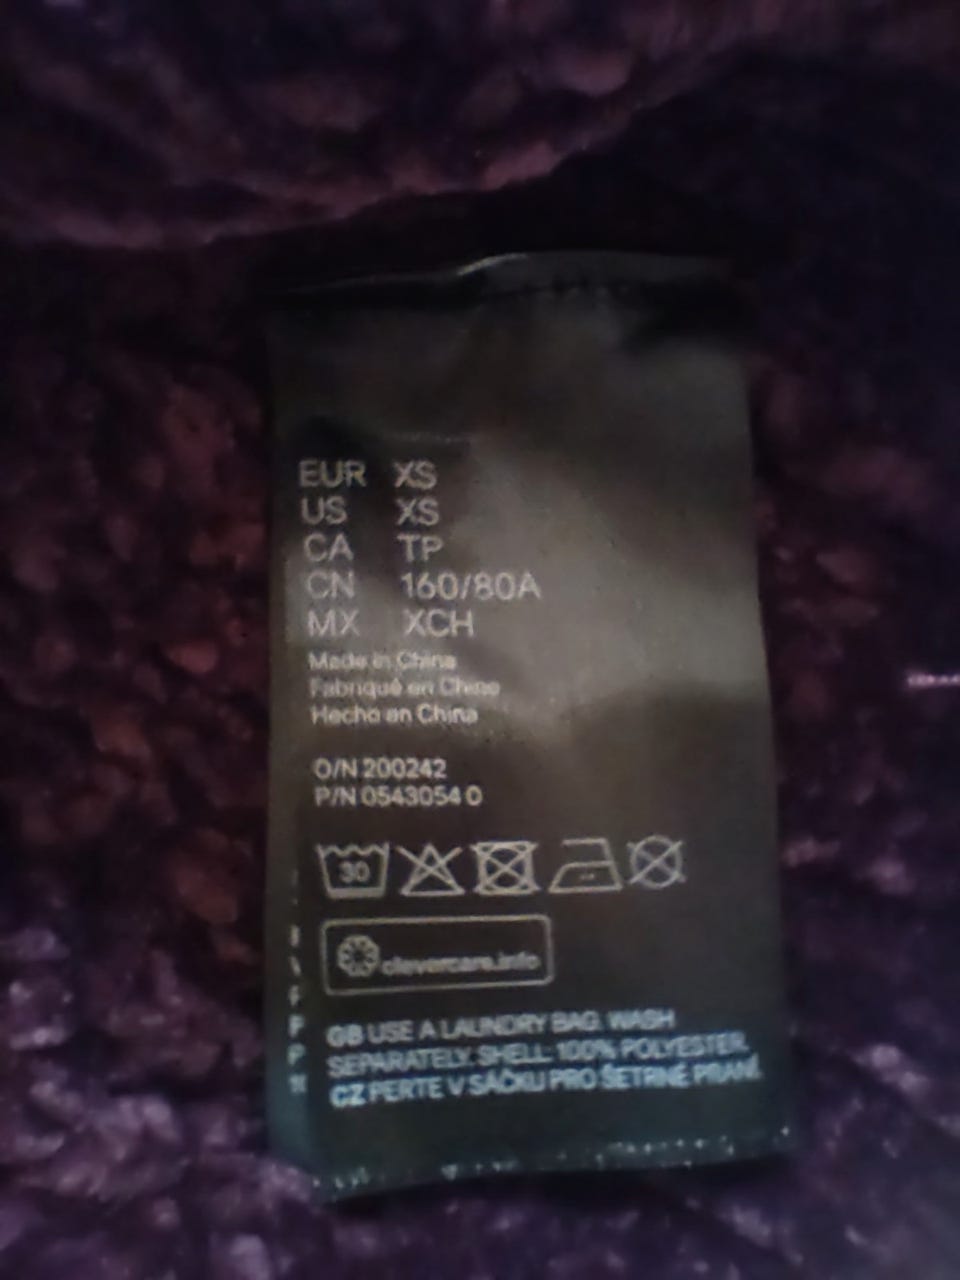 EUR XS
US XS
CA TP
CN 160/80A
MX XCH
Made in China
Fabriqué en Chine
Hecho en China
O/N 200242
P/N 0543054 0
30
clevercare.info
GB USE A LAUNDRY BAG. WASH
SEPARATELY. SHELL: 100% POLYESTER.
CZ PERTE V SÁČKU PRO ŠETRNÉ PRANÍ.